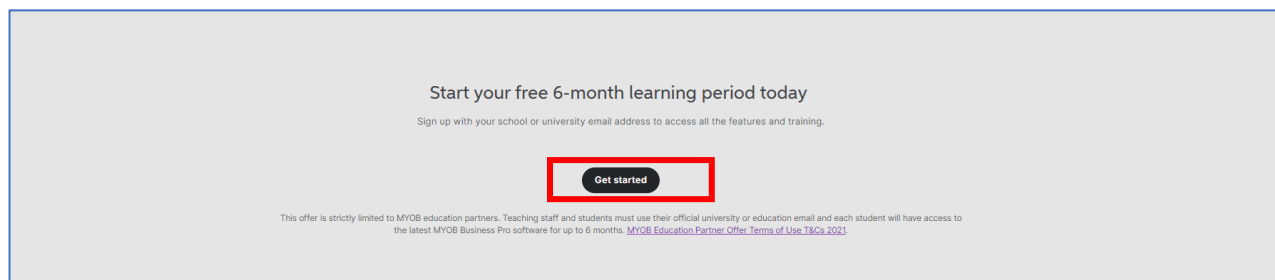 Start your free 6-month learning period today
Sign up with your school or university email address to access all the features and training.
Get started
This offer is strictly limited to MYOB education partners. Teaching staff and students must use their official university or education email and each student will have access to
the latest MYOB Business Pro software for up to 6 months. MYOB Education Partner Offer Terms of Use T&Cs 2021.